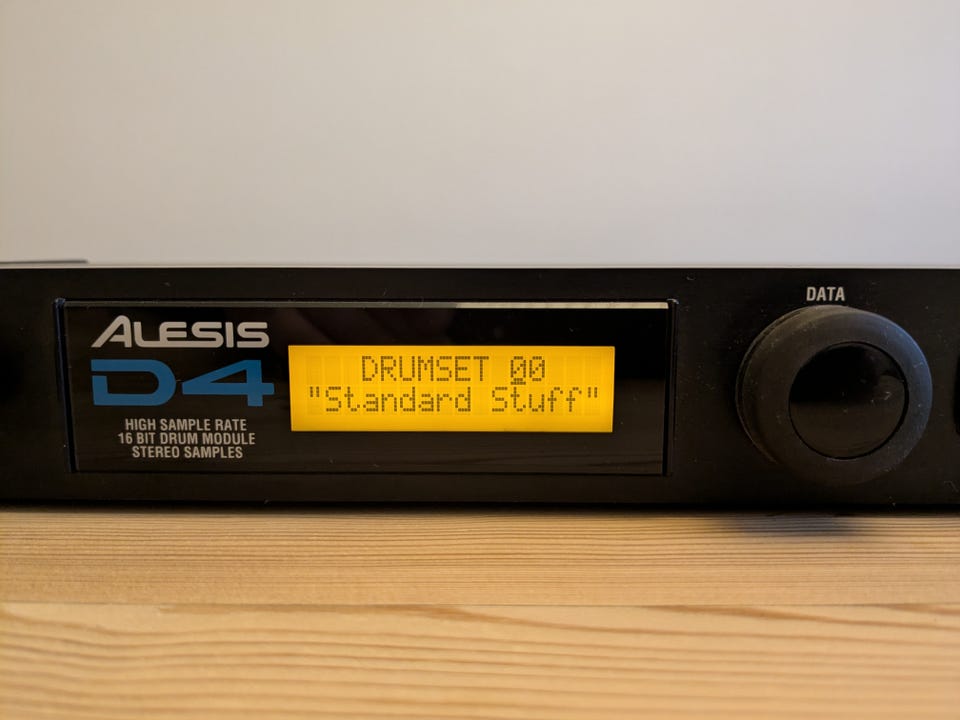 ALESIS
D4
HIGH SAMPLE RATE
16 BIT DRUM MODULE
STEREO SAMPLES
DRUMSET 00
"Standard Stuff"
DATA